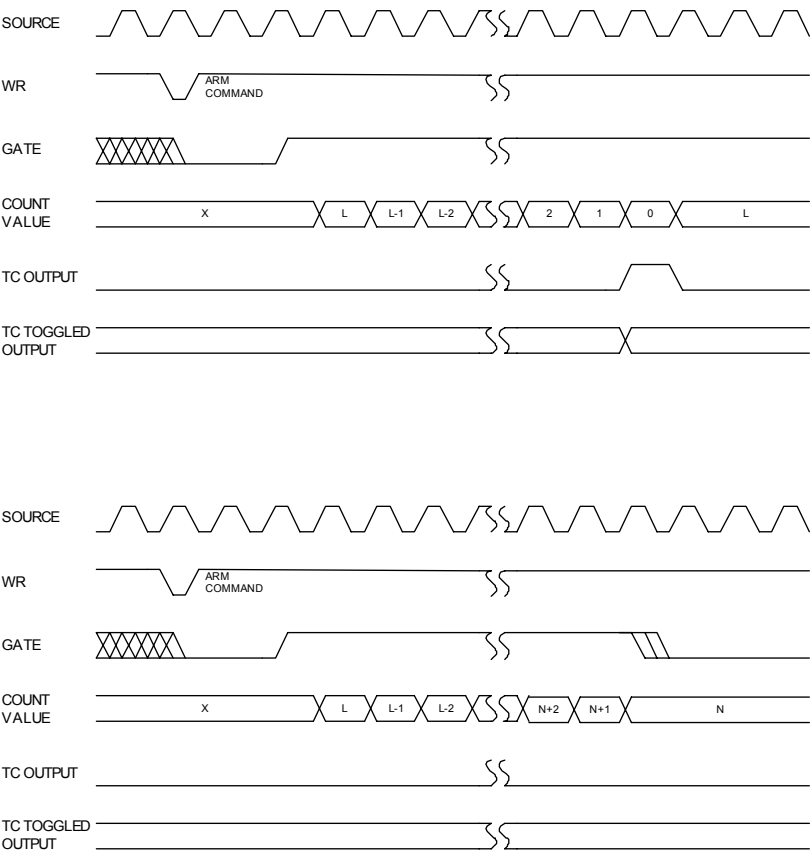 SOURCE
WR
ARM
COMMAND
GATE
COUNT
VALUE
X L L-1 L-2 2 1 0 L
TC OUTPUT
TC TOGGLED
OUTPUT
SOURCE
WR
ARM
COMMAND
GATE
COUNT
VALUE
X L L-1 L-2 N+2 N+1 N
TC OUTPUT
TC TOGGLED
OUTPUT